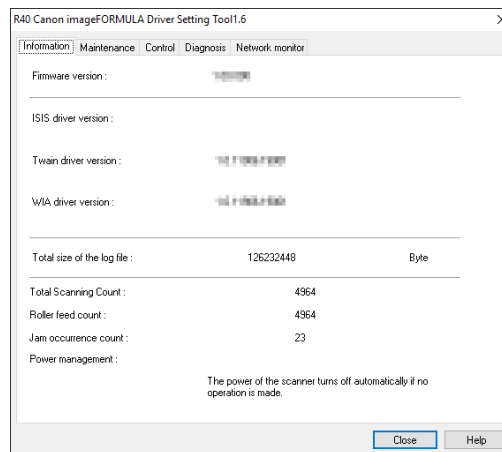 R40 Canon imageFORMULA Driver Setting Tool1.6
Information Maintenance Control Diagnosis Network monitor
Firmware version :
ISIS driver version :
Twain driver version :
WIA driver version :
Total size of the log file : 126232448 Byte
Total Scanning Count : 4964
Roller feed count : 4964
Jam occurrence count : 23
Power management :
The power of the scanner turns off automatically if no
operation is made.
Close Help